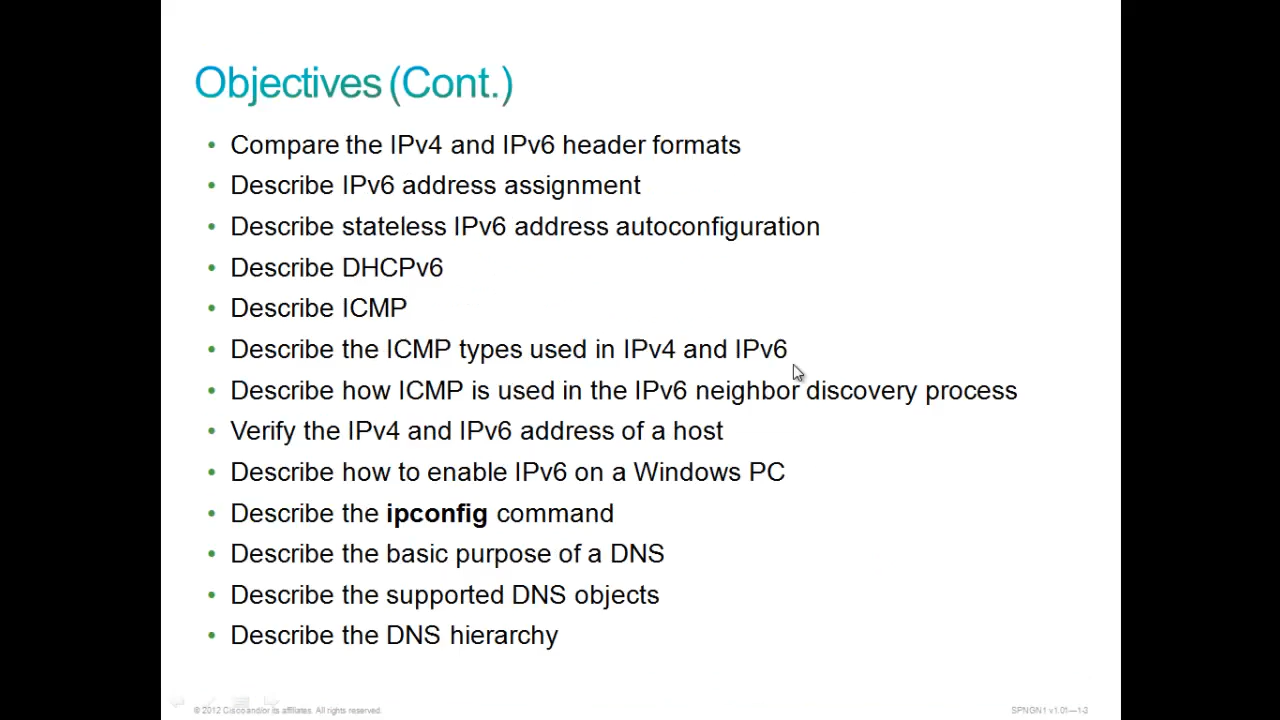 Objectives (Cont.)
• Compare the IPv4 and IPv6 header formats
• Describe IPv6 address assignment
• Describe stateless IPv6 address autoconfiguration
• Describe DHCPv6
• Describe ICMP
• Describe the ICMP types used in IPv4 and IPv6
• Describe how ICMP is used in the IPv6 neighbor discovery process
• Verify the IPv4 and IPv6 address of a host
• Describe how to enable IPv6 on a Windows PC
• Describe the ipconfig command
• Describe the basic purpose of a DNS
• Describe the supported DNS objects
• Describe the DNS hierarchy
© 2012 Cisco and/or its affiliates. All rights reserved.
SPNGN1 v1.01—1-3